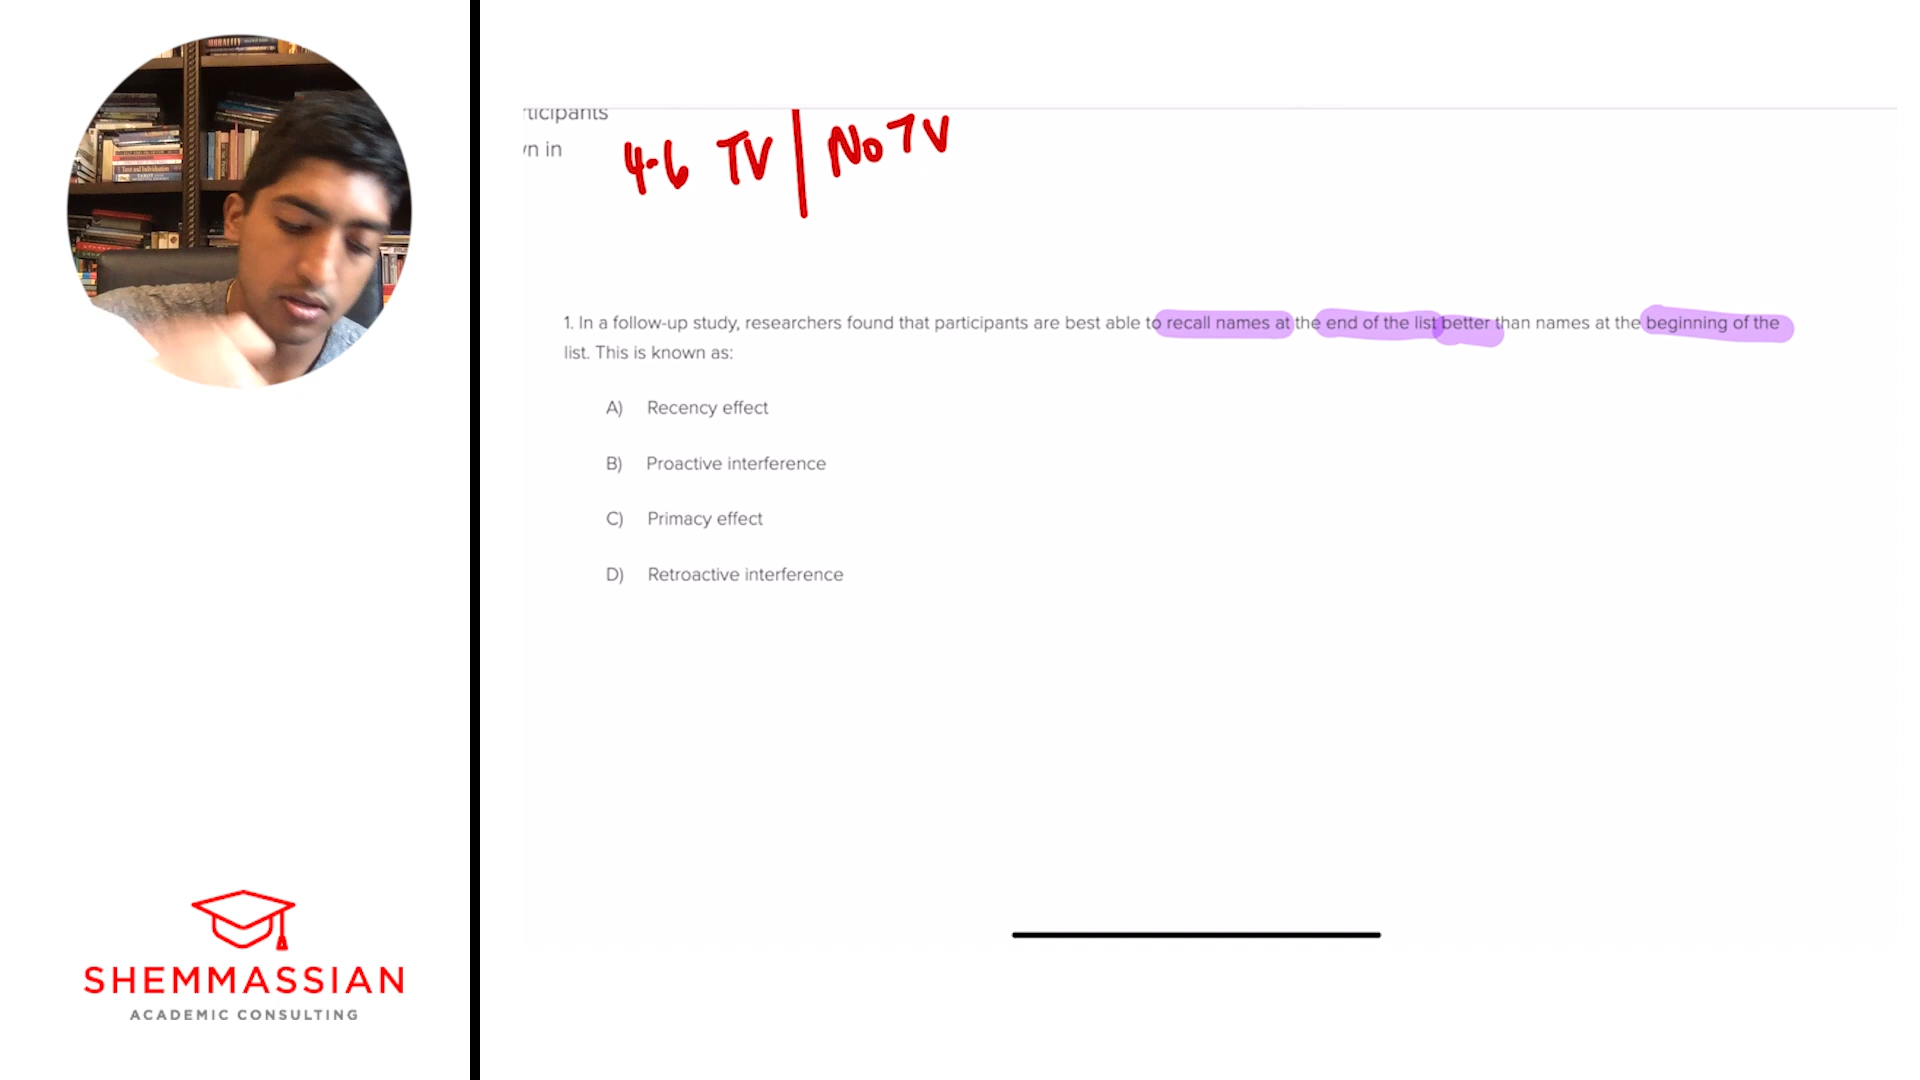 rticipants
vn in
4-6 TV | No TV
1. In a follow-up study, researchers found that participants are best able to recall names at the end of the list better than names at the beginning of the
list. This is known as:
A) Recency effect
B) Proactive interference
C) Primacy effect
D) Retroactive interference
SHEMMASSIAN
ACADEMIC CONSULTING